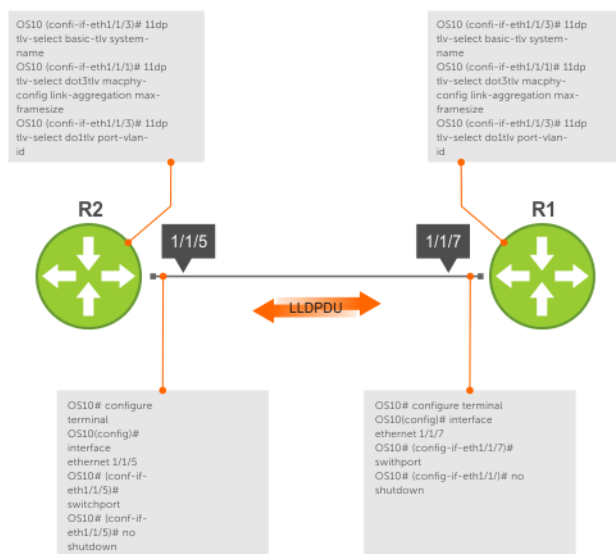 OS10 (confi-if-eth1/1/3)# 11dp
tlv-select basic-tlv system-
name
OS10 (confi-if-eth1/1/1)# 11dp
tlv-select dot3tlv macphy-
config link-aggregation max-
framesize
OS10 (confi-if-eth1/1/3)# 11dp
tlv-select do1tlv port-vlan-
id
OS10 (confi-if-eth1/1/3)# 11dp
tlv-select basic-tlv system-
name
OS10 (confi-if-eth1/1/1)# 11dp
tlv-select dot3tlv macphy-
config link-aggregation max-
framesize
OS10 (confi-if-eth1/1/3)# 11dp
tlv-select do1tlv port-vlan-
id
R2
R1
1/1/5
1/1/7
LLDPDU
OS10# configure
terminal
OS10(config)#
interface
ethernet 1/1/5
OS10# (conf-if-
eth1/1/5)#
switchport
OS10# (conf-if-
eth1/1/5)# no
shutdown
OS10# configure terminal
OS10(config)# interface
ethernet 1/1/7
OS10# (config-if-eth1/1/7)#
swithport
OS10# (config-if-eth1/1/)# no
shutdown